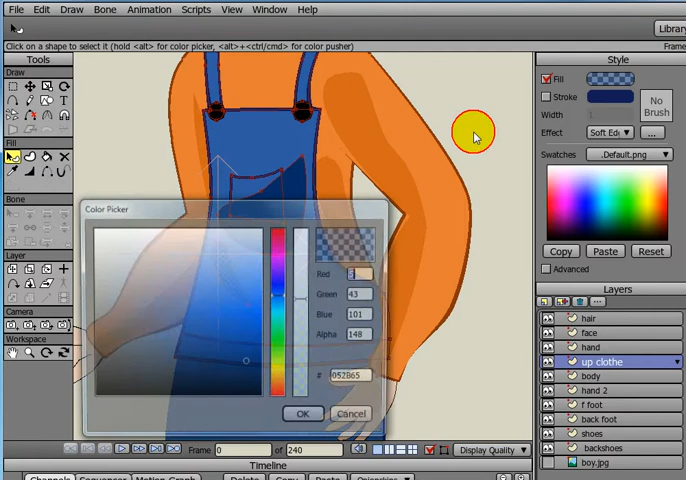 File Edit Draw Bone Animation Scripts View Window Help
Library
Click on a shape to select it (hold <alt> for color picker, <alt>+<ctrl/cmd> for color pusher)
Frame
Tools
Draw
Fill
Bone
Layer
Camera
Workspace
Color Picker
Red 5
Green 43
Blue 101
Alpha 148
# 052B65
OK Cancel
Style
Fill
Stroke
Width 1
No
Brush
Effect Soft Edg ...
Swatches .Default.png
Copy Paste Reset
Advanced
Layers
hair
face
hand
up clothe
body
hand 2
f foot
back foot
shoes
backshoes
boy.jpg
Frame 0 of 240 Display Quality
Timeline
Channels Sequencer Motion Graph Delete Copy Paste